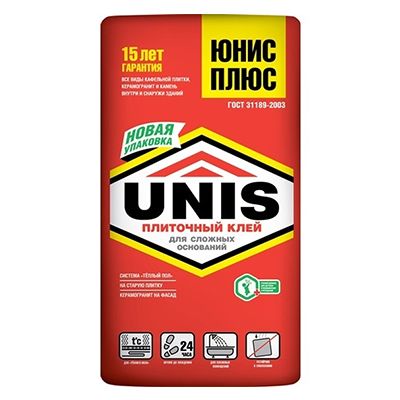 15 лет
ГАРАНТИЯ
ВСЕ ВИДЫ КАФЕЛЬНОЙ ПЛИТКИ,
КЕРАМОГРАНИТ И КАМЕНЬ
ВНУТРИ И СНАРУЖИ ЗДАНИЙ
ЮНИС
ПЛЮС
ГОСТ 31189-2003
НОВАЯ
УПАКОВКА
UNIS
ПЛИТОЧНЫЙ КЛЕЙ
ДЛЯ СЛОЖНЫХ
ОСНОВАНИЙ
СИСТЕМА «ТЁПЛЫЙ ПОЛ»
НА СТАРУЮ ПЛИТКУ
КЕРАМОГРАНИТ НА ФАСАД
t°c
24
ЧАСА